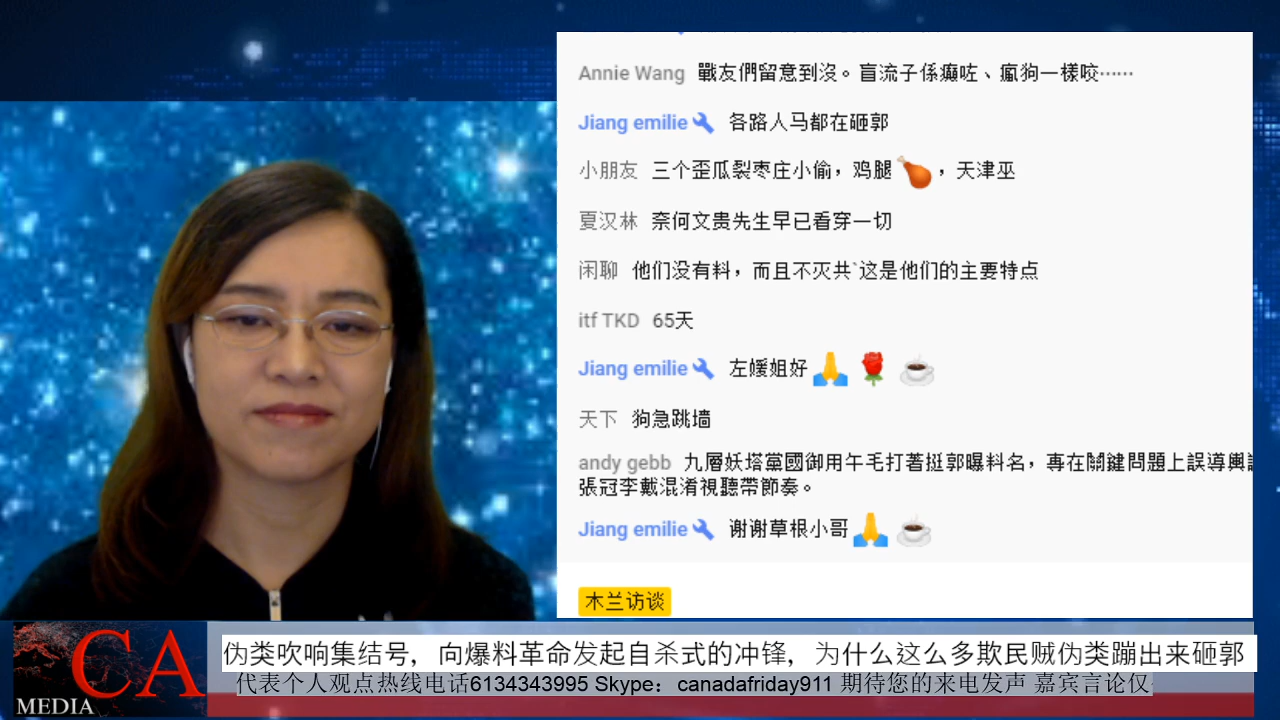 Annie Wang 戰友們留意到沒。盲流子係癲咗、瘋狗一樣咬……
Jiang emilie 各路人马都在砸郭
小朋友 三个歪瓜裂枣庄小偷，鸡腿🍗，天津巫
夏汉林 奈何文贵先生早已看穿一切
闲聊 他们没有料，而且不灭共`这是他们的主要特点
itf TKD 65天
Jiang emilie 左媛姐好🙏🌹☕
天下 狗急跳墙
andy gebb 九層妖塔黨國御用午毛打著挺郭曝料名，專在關鍵問題上誤導輿
張冠李戴混淆視聽帶節奏。
Jiang emilie 谢谢草根小哥🙏☕
木兰访谈
CA
MEDIA
伪类吹响集结号，向爆料革命发起自杀式的冲锋，为什么这么多欺民贼伪类蹦出来砸郭
代表个人观点热线电话6134343995 Skype：canadafriday911 期待您的来电发声 嘉宾言论仅